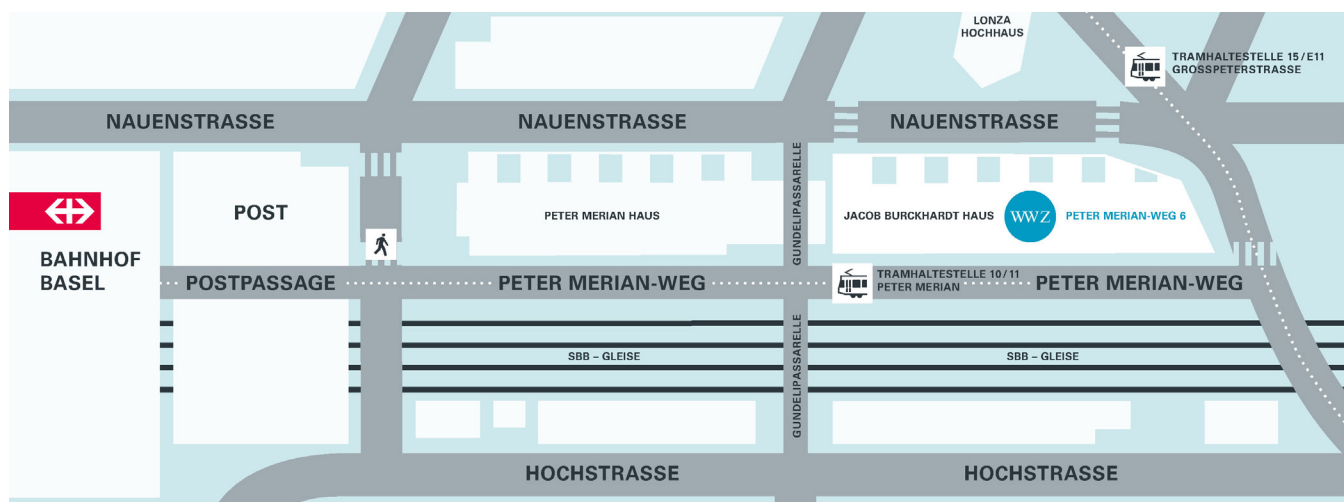 LONZA
HOCHHAUS
TRAMHALTESTELLE 15/E11
GROSSPETERSTRASSE
NAUENSTRASSE
NAUENSTRASSE
NAUENSTRASSE
GUNDELIPASSARELLE
POST
PETER MERIAN HAUS
JACOB BURCKHARDT HAUS
WWZ
PETER MERIAN-WEG 6
BAHNHOF
BASEL
POSTPASSAGE
PETER MERIAN-WEG
TRAMHALTESTELLE 10/11
PETER MERIAN
PETER MERIAN-WEG
GUNDELIPASSARELLE
SBB – GLEISE
SBB – GLEISE
HOCHSTRASSE
HOCHSTRASSE